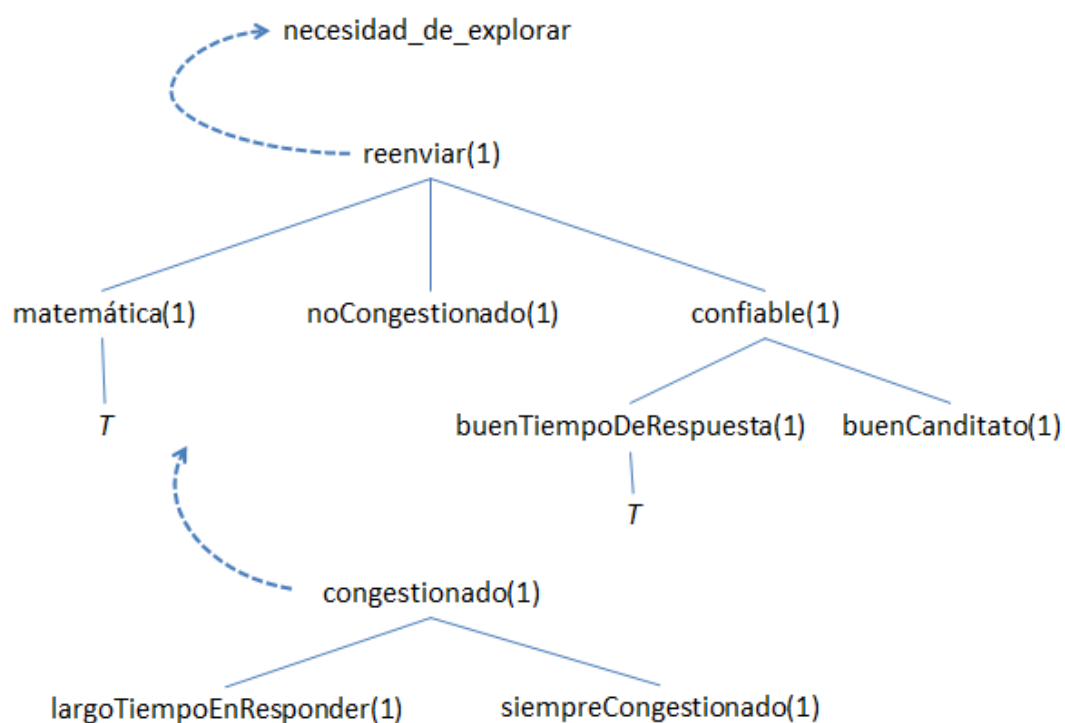 necesidad_de_explorar
reenviar(1)
matemática(1) noCongestionado(1) confiable(1)
T buenTiempoDeRespuesta(1) buenCanditato(1)
T
congestionado(1)
largoTiempoEnResponder(1) siempreCongestionado(1)